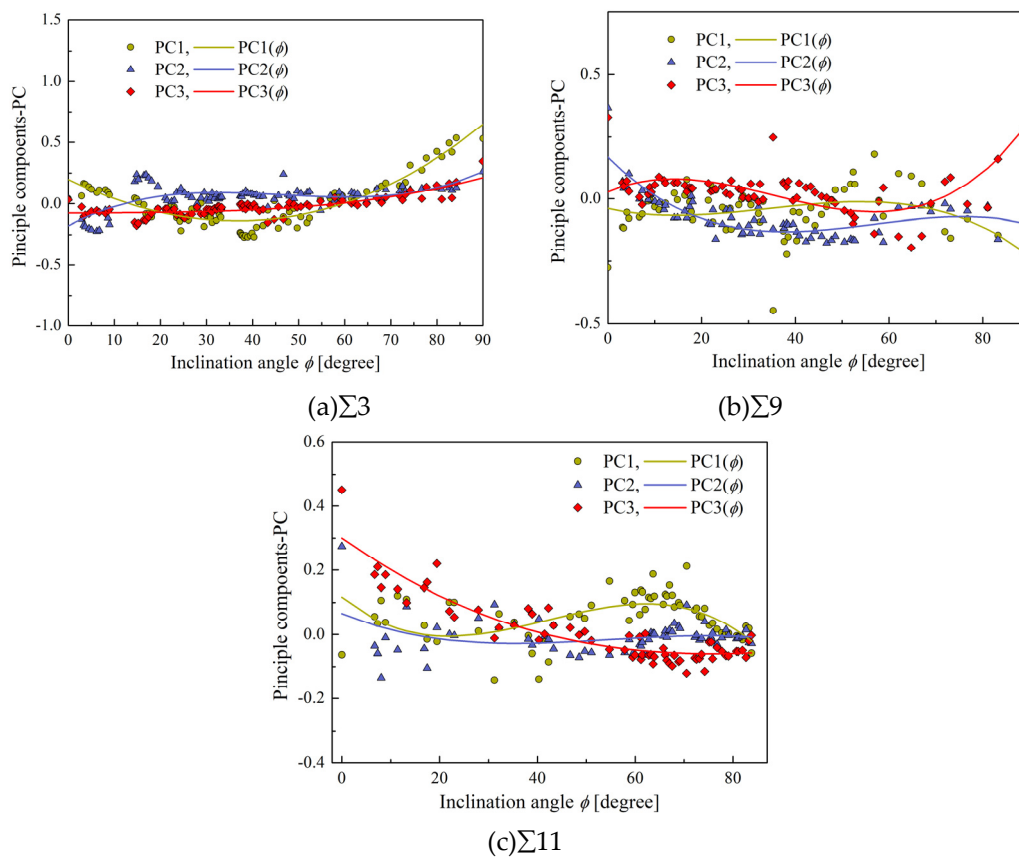 1.5
1.0
0.5
0.0
-0.5
-1.0
Pinciple compoents-PC
PC1, PC1(ϕ)
PC2, PC2(ϕ)
PC3, PC3(ϕ)
0 10 20 30 40 50 60 70 80 90
Inclination angle ϕ [degree]
(a)∑3
0.5
0.0
-0.5
Pinciple compoents-PC
PC1, PC1(ϕ)
PC2, PC2(ϕ)
PC3, PC3(ϕ)
0 20 40 60 80
Inclination angle ϕ [degree]
(b)∑9
0.6
0.4
0.2
0.0
-0.2
-0.4
Pinciple compoents-PC
PC1, PC1(ϕ)
PC2, PC2(ϕ)
PC3, PC3(ϕ)
0 20 40 60 80
Inclination angle ϕ [degree]
(c)∑11